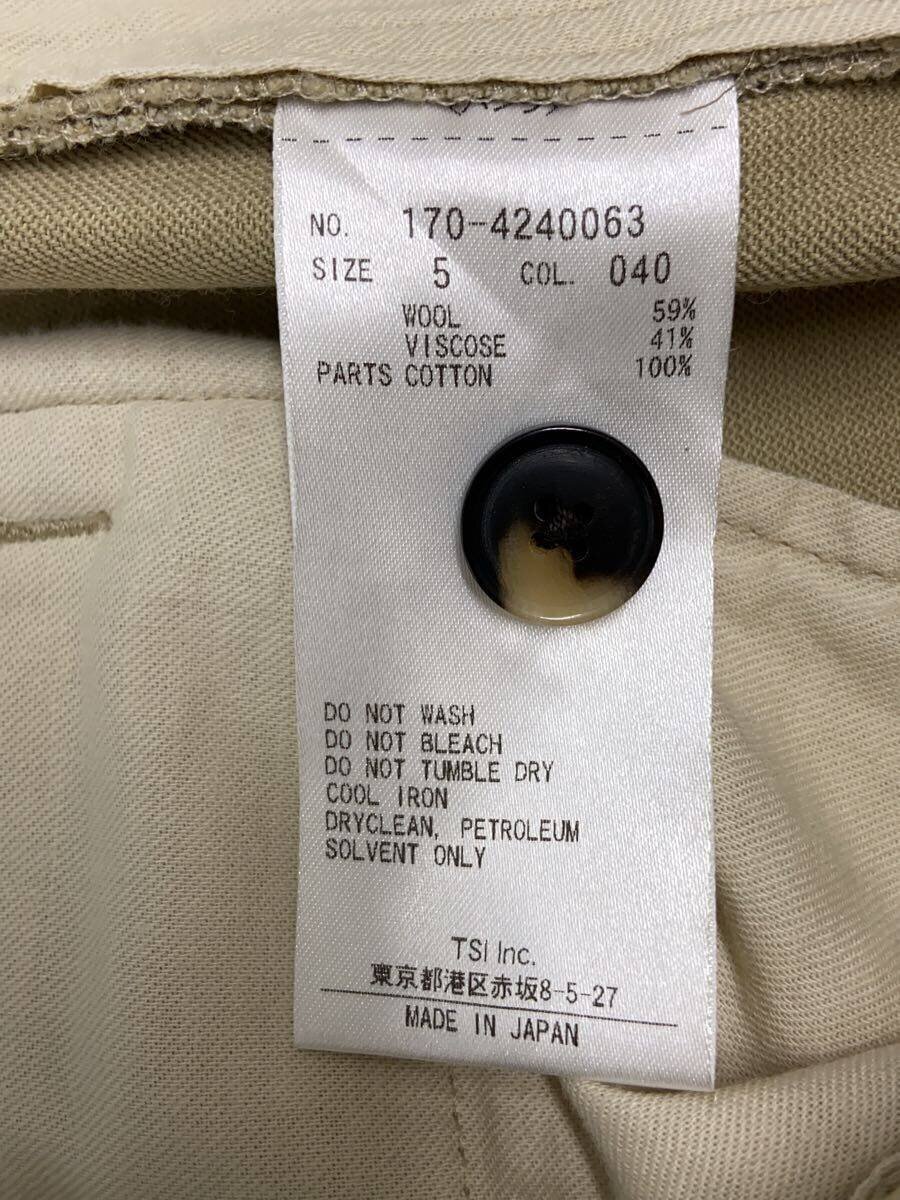 NO. 170-4240063
SIZE 5 COL. 040
WOOL 59%
VISCOSE 41%
PARTS COTTON 100%
DO NOT WASH
DO NOT BLEACH
DO NOT TUMBLE DRY
COOL IRON
DRYCLEAN, PETROLEUM
SOLVENT ONLY
TSI Inc.
東京都港区赤坂8-5-27
MADE IN JAPAN